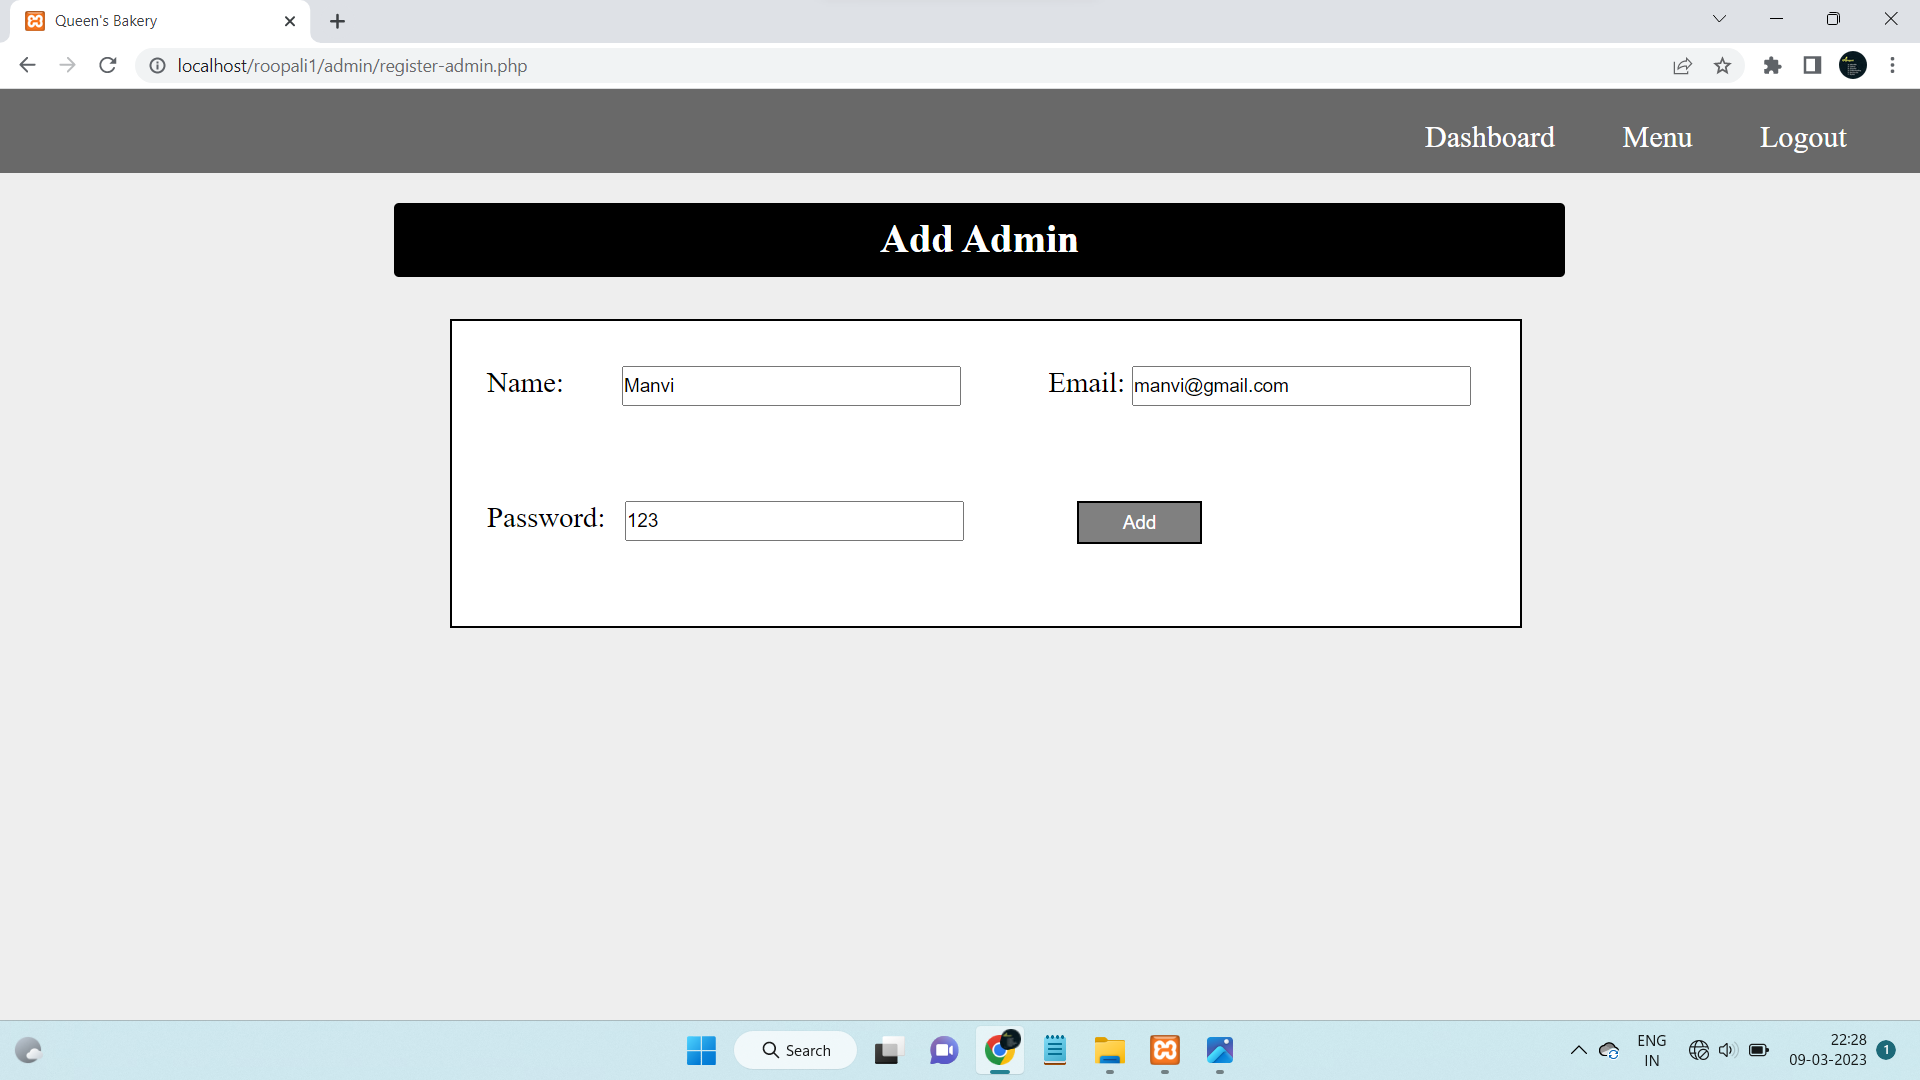 Queen's Bakery
localhost/roopali1/admin/register-admin.php
Dashboard Menu Logout
Add Admin
Name: Manvi Email: manvi@gmail.com
Password: 123 Add
Search
ENG
IN
22:28
09-03-2023
1